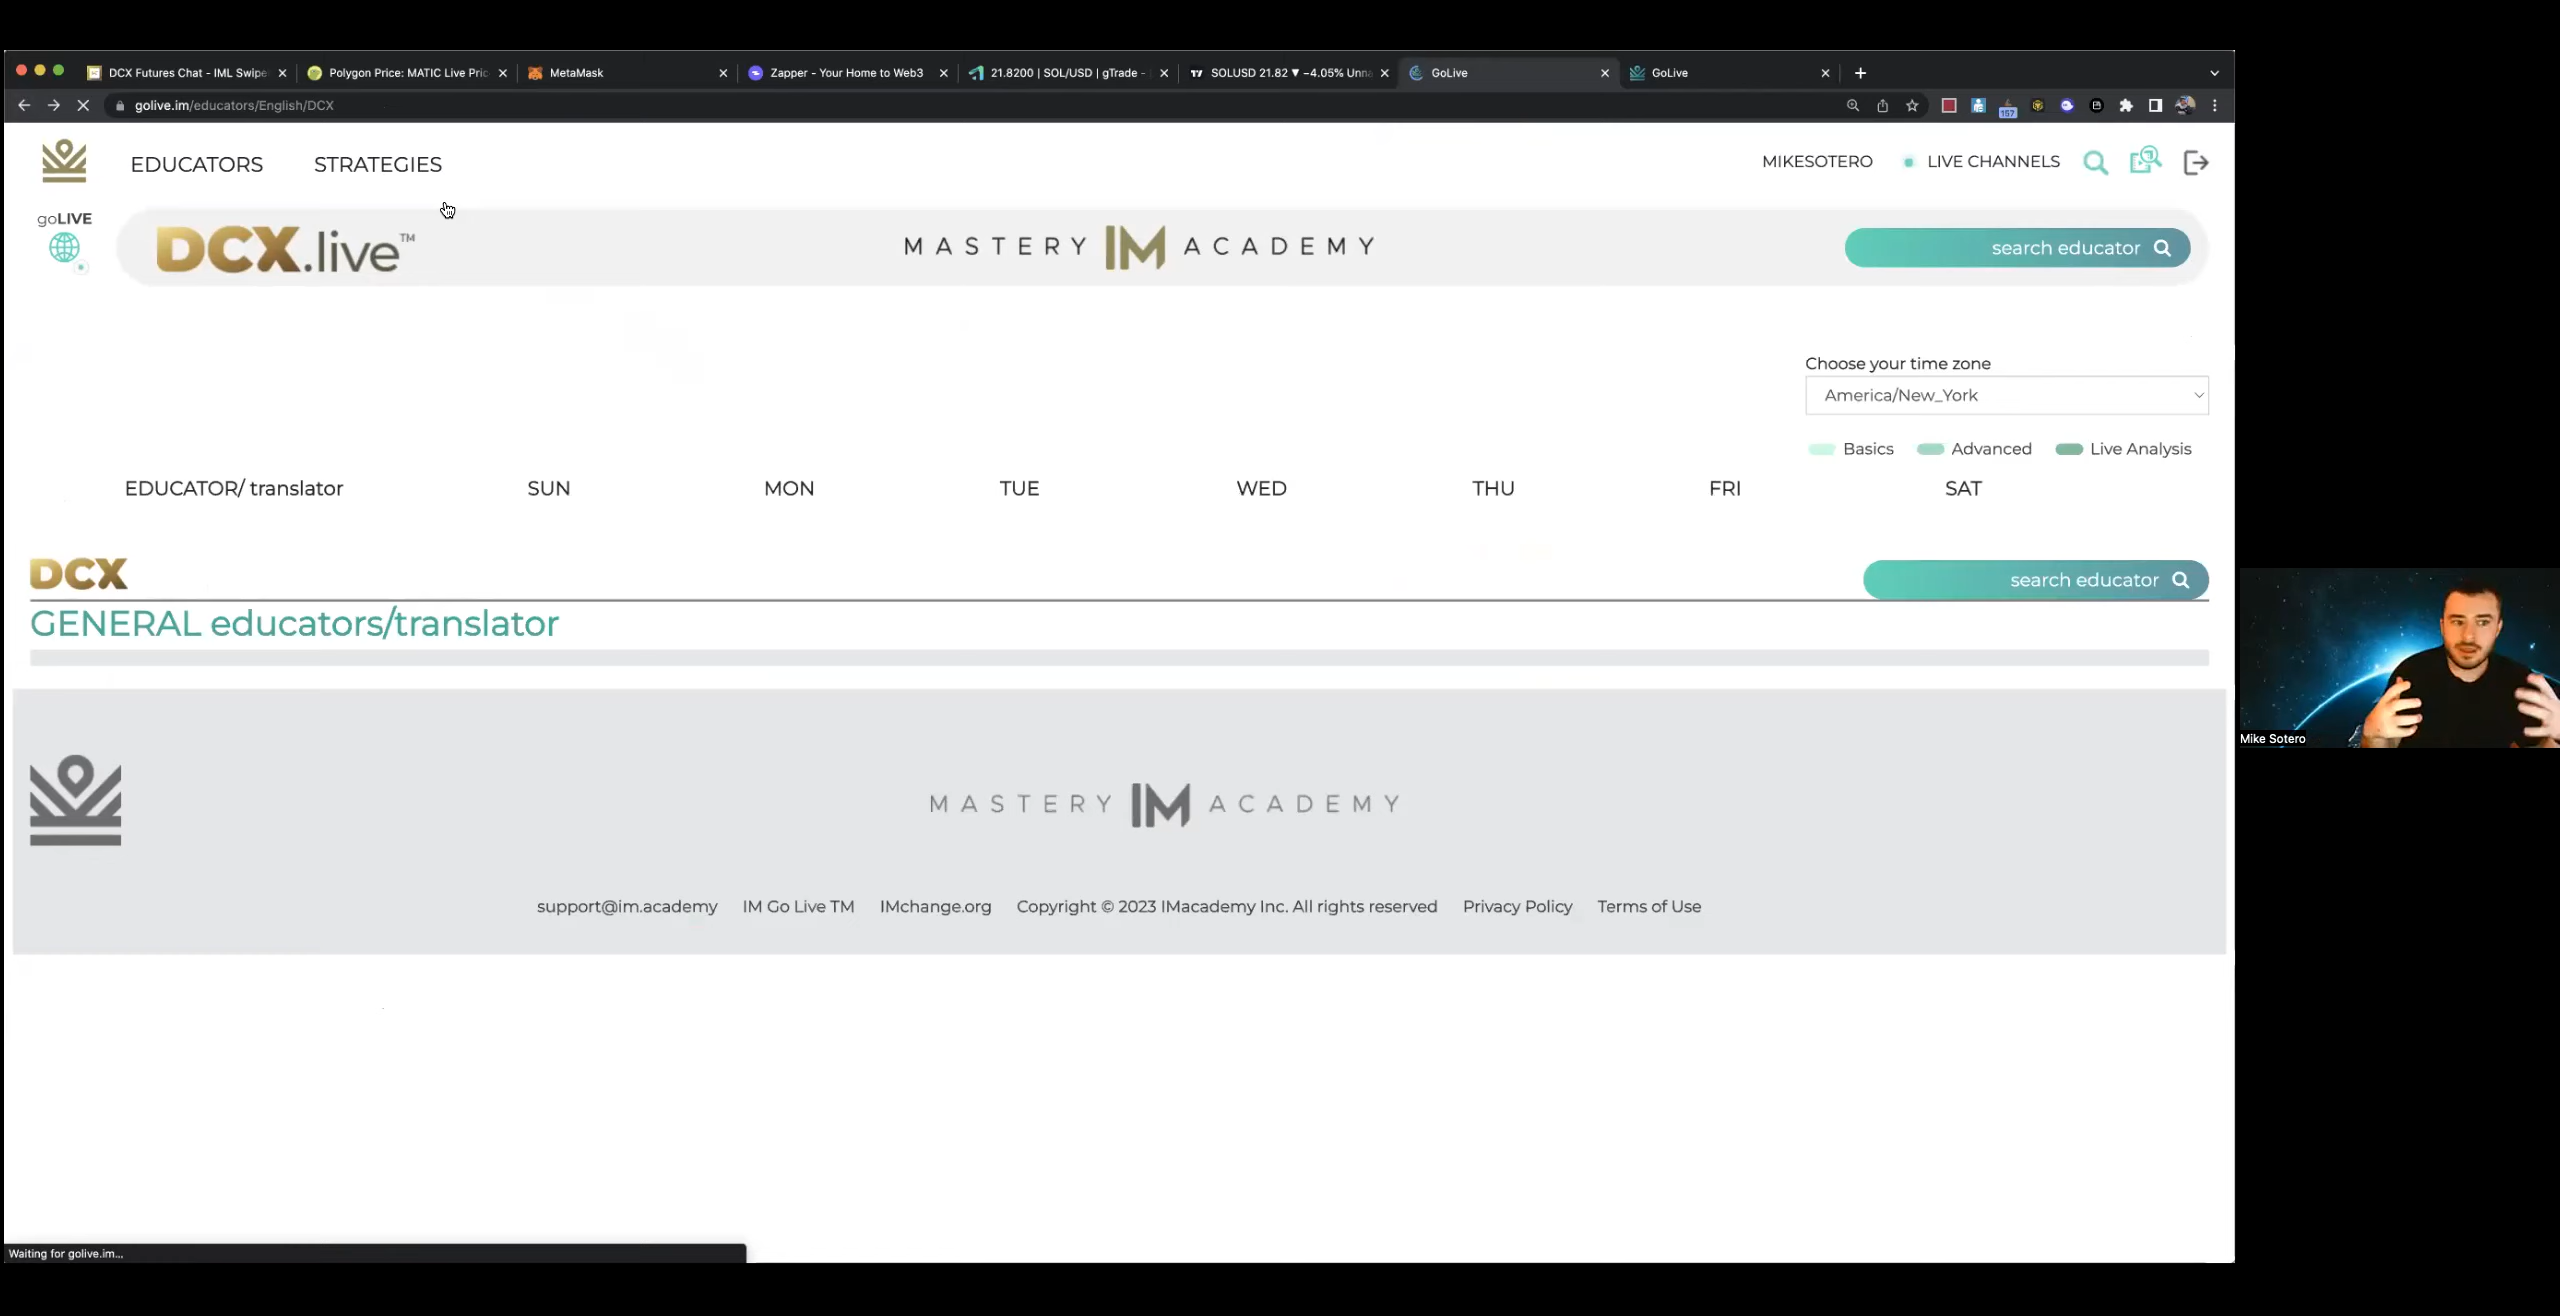 DCX Futures Chat - IML Swipe
Polygon Price: MATIC Live Pric
MetaMask
Zapper - Your Home to Web3
21.8200 | SOL/USD | gTrade -
SOLUSD 21.82 ▼ −4.05% Unna
GoLive
GoLive
golive.im/educators/English/DCX
157
EDUCATORS
STRATEGIES
MIKESOTERO
LIVE CHANNELS
goLIVE
DCX.live™
MASTERY IM ACADEMY
search educator
Choose your time zone
America/New_York
Basics
Advanced
Live Analysis
EDUCATOR/ translator
SUN
MON
TUE
WED
THU
FRI
SAT
DCX
search educator
GENERAL educators/translator
Mike Sotero
MASTERY IM ACADEMY
support@im.academy
IM Go Live TM
IMchange.org
Copyright © 2023 IMacademy Inc. All rights reserved
Privacy Policy
Terms of Use
Waiting for golive.im...